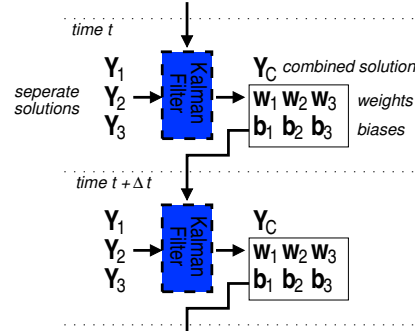 time t
Y1 Kalman Filter YC combined solution
seperate solutions Y2 w1 w2 w3 weights
Y3 b1 b2 b3 biases
time t + Δ t
Y1 Kalman Filter YC
Y2 w1 w2 w3
Y3 b1 b2 b3